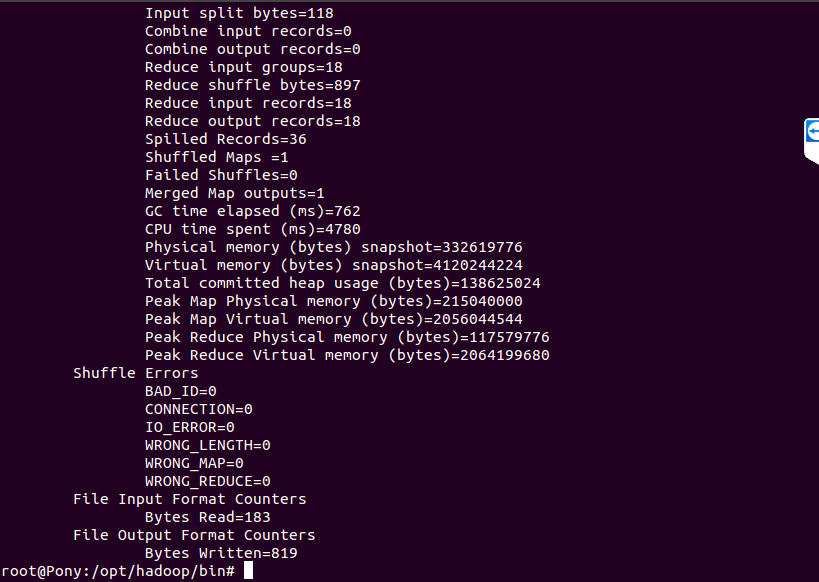 Input split bytes=118
Combine input records=0
Combine output records=0
Reduce input groups=18
Reduce shuffle bytes=897
Reduce input records=18
Reduce output records=18
Spilled Records=36
Shuffled Maps =1
Failed Shuffles=0
Merged Map outputs=1
GC time elapsed (ms)=762
CPU time spent (ms)=4780
Physical memory (bytes) snapshot=332619776
Virtual memory (bytes) snapshot=4120244224
Total committed heap usage (bytes)=138625024
Peak Map Physical memory (bytes)=215040000
Peak Map Virtual memory (bytes)=2056044544
Peak Reduce Physical memory (bytes)=117579776
Peak Reduce Virtual memory (bytes)=2064199680
Shuffle Errors
BAD_ID=0
CONNECTION=0
IO_ERROR=0
WRONG_LENGTH=0
WRONG_MAP=0
WRONG_REDUCE=0
File Input Format Counters
Bytes Read=183
File Output Format Counters
Bytes Written=819
root@Pony:/opt/hadoop/bin#